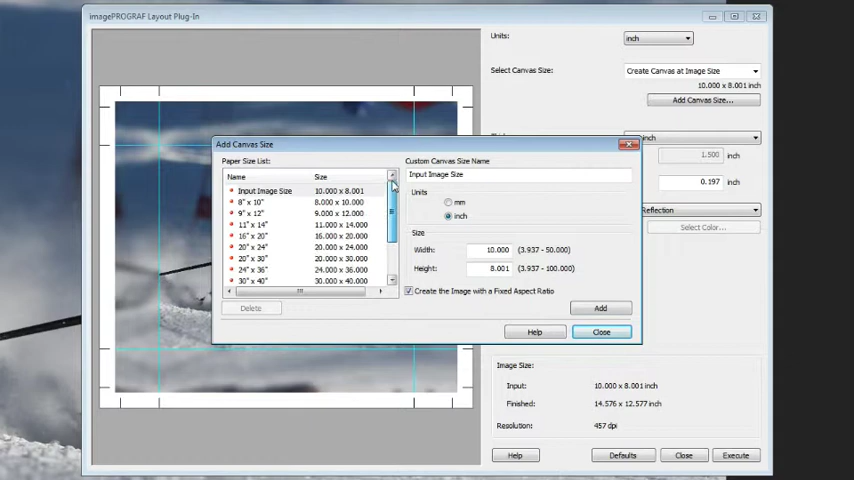 imagePROGRAF Layout Plug-In
Units:
inch
Select Canvas Size:
Create Canvas at Image Size
10.000 x 8.001 inch
Add Canvas Size...
inch
1.500 inch
0.197 inch
Reflection
Select Color...
Add Canvas Size
Paper Size List:
Name Size
Input Image Size 10.000 x 8.001
8" x 10" 8.000 x 10.000
9" x 12" 9.000 x 12.000
11" x 14" 11.000 x 14.000
16" x 20" 16.000 x 20.000
20" x 24" 20.000 x 24.000
20" x 30" 20.000 x 30.000
24" x 36" 24.000 x 36.000
30" x 40" 30.000 x 40.000
Delete
Custom Canvas Size Name
Input Image Size
Units
mm
inch
Size
Width: 10.000 (3.937 - 50.000)
Height: 8.001 (3.937 - 100.000)
Create the Image with a Fixed Aspect Ratio
Add
Help
Close
Image Size:
Input: 10.000 x 8.001 inch
Finished: 14.576 x 12.577 inch
Resolution: 457 dpi
Help
Defaults
Close
Execute